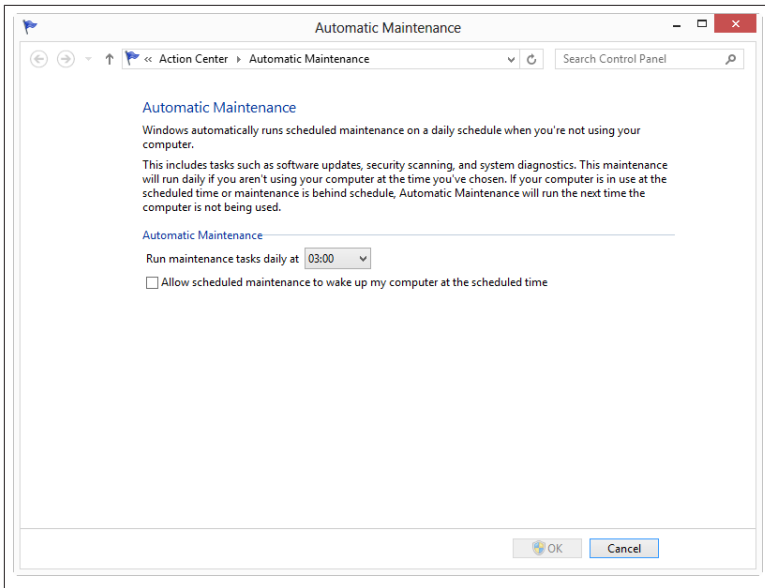 Automatic Maintenance
« Action Center Automatic Maintenance Search Control Panel
Automatic Maintenance
Windows automatically runs scheduled maintenance on a daily schedule when you're not using your
computer.
This includes tasks such as software updates, security scanning, and system diagnostics. This maintenance
will run daily if you aren't using your computer at the time you've chosen. If your computer is in use at the
scheduled time or maintenance is behind schedule, Automatic Maintenance will run the next time the
computer is not being used.
Automatic Maintenance
Run maintenance tasks daily at 03:00
Allow scheduled maintenance to wake up my computer at the scheduled time
OK Cancel